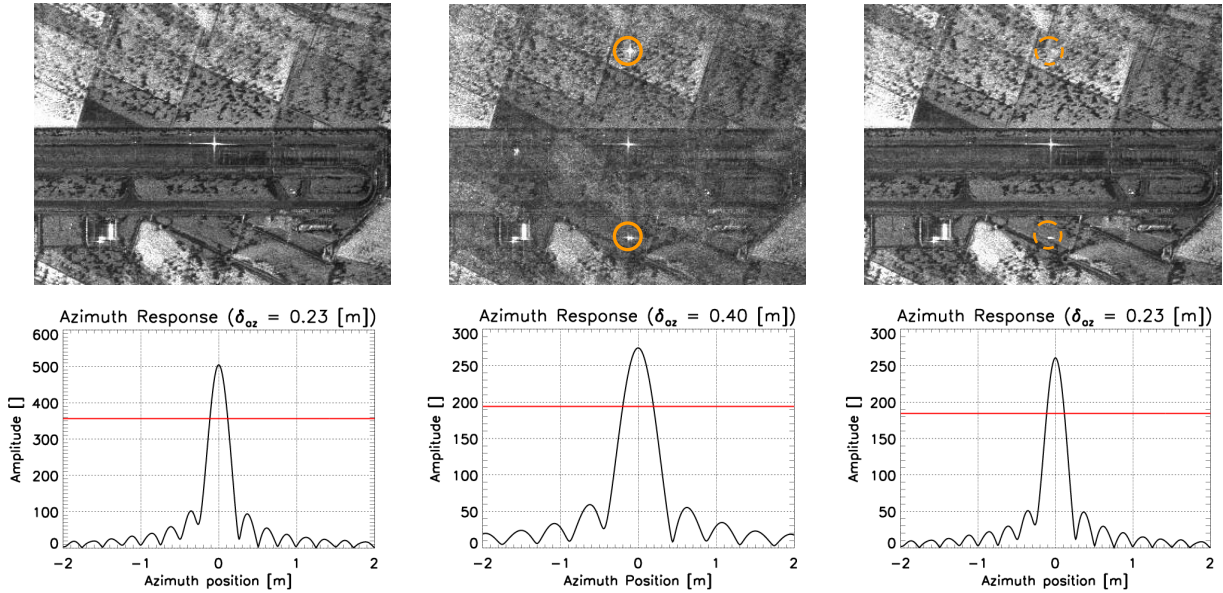 Azimuth Response (δoz = 0.23 [m])
600
500
400
300
200
100
0
Amplitude []
-2 -1 0 1 2
Azimuth position [m]
Azimuth Response (δoz = 0.40 [m])
300
250
200
150
100
50
0
Amplitude []
-2 -1 0 1 2
Azimuth Position [m]
Azimuth Response (δoz = 0.23 [m])
300
250
200
150
100
50
0
Amplitude []
-2 -1 0 1 2
Azimuth position [m]